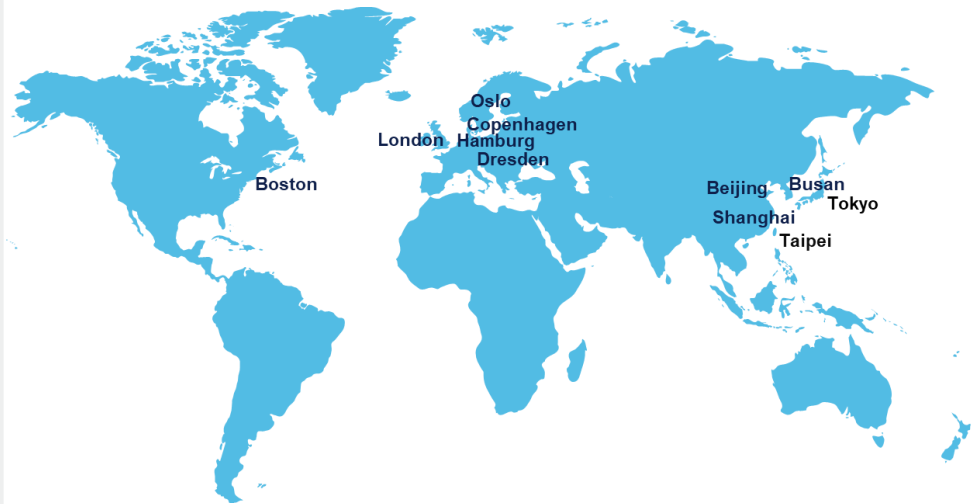 Oslo
Copenhagen
London
Hamburg
Dresden
Boston
Beijing
Busan
Tokyo
Shanghai
Taipei